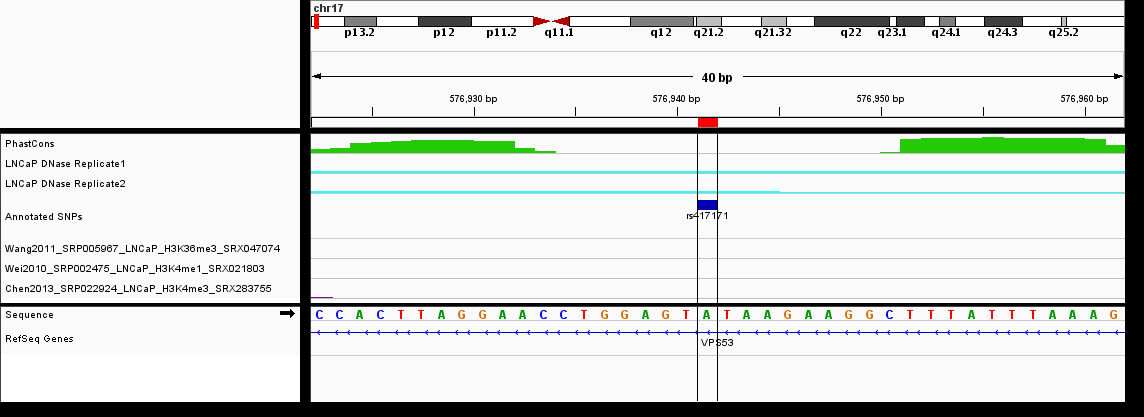 chr17
p13.2 p12 p11.2 q11.1 q12 q21.2 q21.32 q22 q23.1 q24.1 q24.3 q25.2
40 bp
576,930 bp 576,940 bp 576,950 bp 576,960 bp
PhastCons
LNCaP DNase Replicate1
LNCaP DNase Replicate2
Annotated SNPs
rs417171
Wang2011_SRP005967_LNCaP_H3K36me3_SRX047074
Wei2010_SRP002475_LNCaP_H3K4me1_SRX021803
Chen2013_SRP022924_LNCaP_H3K4me3_SRX283755
Sequence C C A C T T A G G A A C C T G G A G T A T A A G A A G G C T T T A T T T A A A G
RefSeq Genes
VPS53